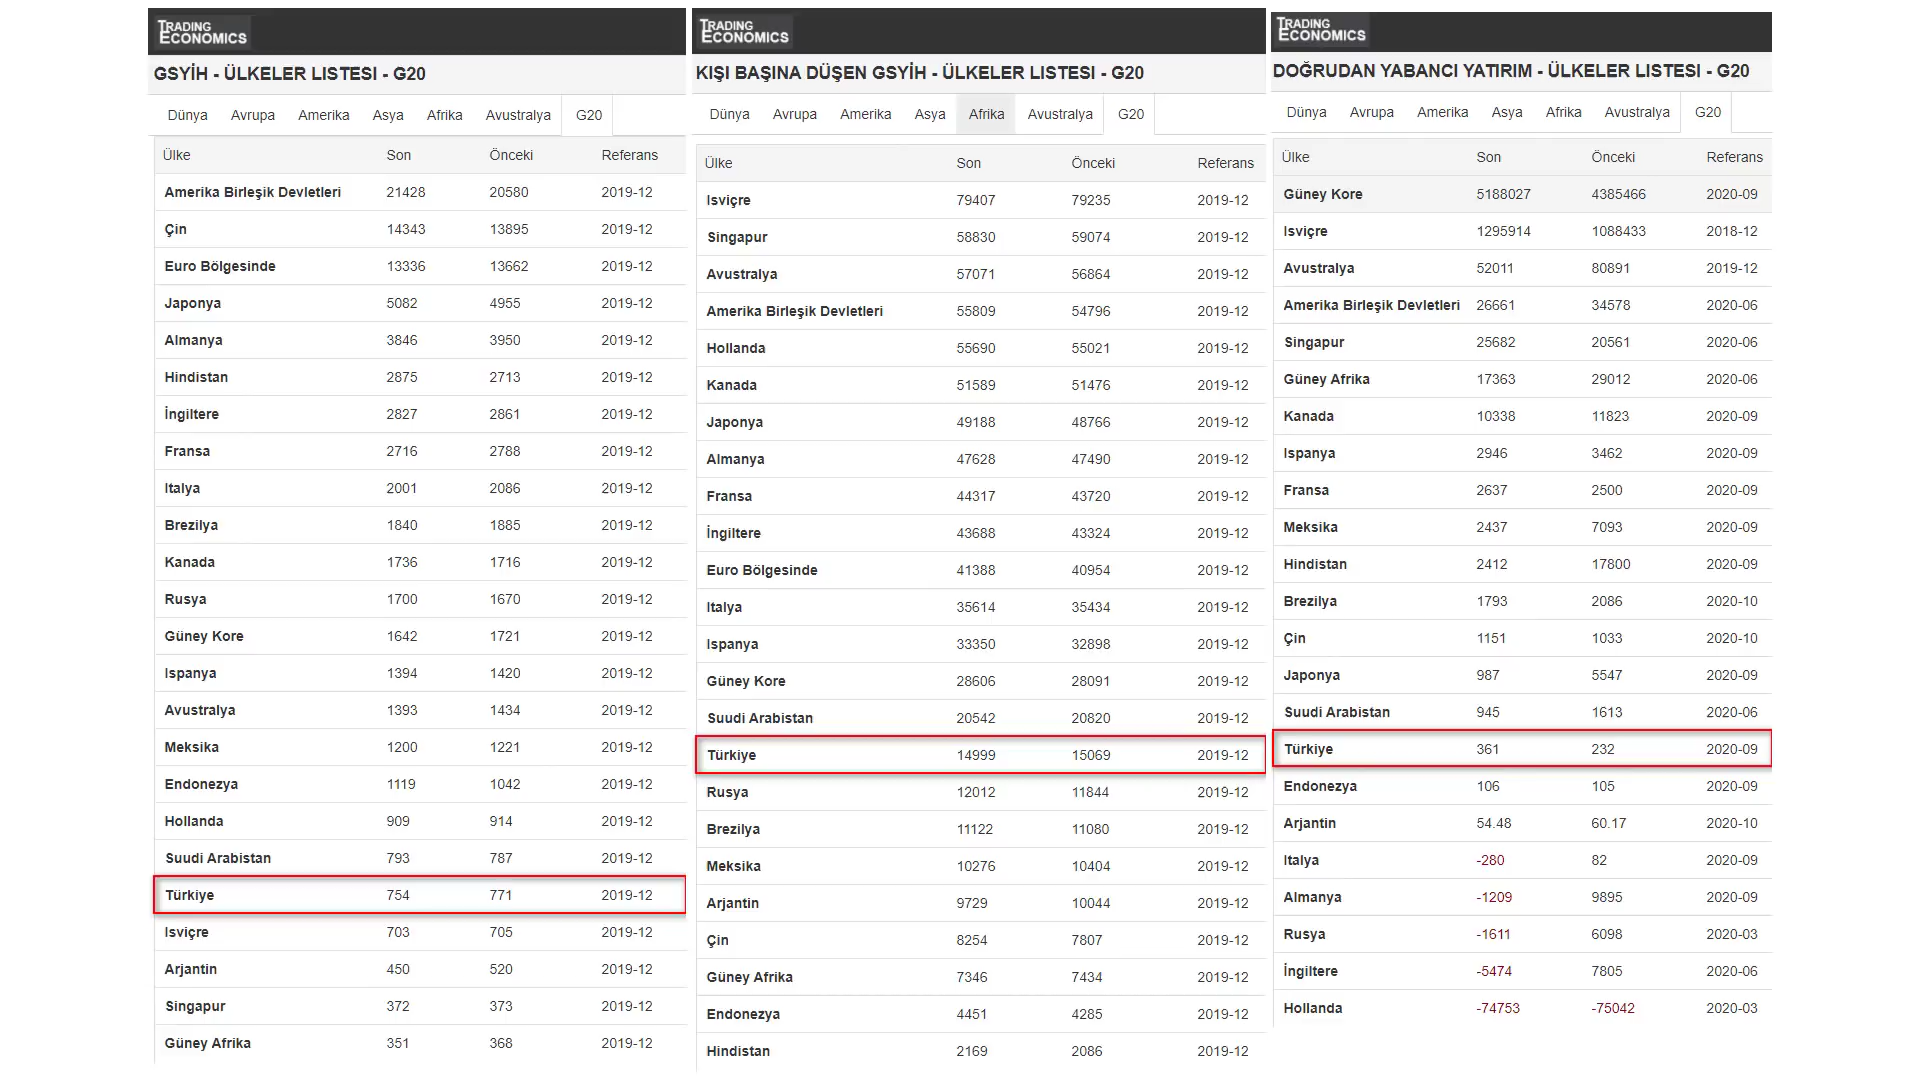 TRADING
ECONOMICS
GSYİH - ÜLKELER LISTESI - G20
Dünya Avrupa Amerika Asya Afrika Avustralya G20
Ülke Son Önceki Referans
Amerika Birleşik Devletleri 21428 20580 2019-12
Çin 14343 13895 2019-12
Euro Bölgesinde 13336 13662 2019-12
Japonya 5082 4955 2019-12
Almanya 3846 3950 2019-12
Hindistan 2875 2713 2019-12
İngiltere 2827 2861 2019-12
Fransa 2716 2788 2019-12
Italya 2001 2086 2019-12
Brezilya 1840 1885 2019-12
Kanada 1736 1716 2019-12
Rusya 1700 1670 2019-12
Güney Kore 1642 1721 2019-12
Ispanya 1394 1420 2019-12
Avustralya 1393 1434 2019-12
Meksika 1200 1221 2019-12
Endonezya 1119 1042 2019-12
Hollanda 909 914 2019-12
Suudi Arabistan 793 787 2019-12
Türkiye 754 771 2019-12
Isviçre 703 705 2019-12
Arjantin 450 520 2019-12
Singapur 372 373 2019-12
Güney Afrika 351 368 2019-12
TRADING
ECONOMICS
KIŞI BAŞINA DÜŞEN GSYİH - ÜLKELER LISTESI - G20
Dünya Avrupa Amerika Asya Afrika Avustralya G20
Ülke Son Önceki Referans
Isviçre 79407 79235 2019-12
Singapur 58830 59074 2019-12
Avustralya 57071 56864 2019-12
Amerika Birleşik Devletleri 55809 54796 2019-12
Hollanda 55690 55021 2019-12
Kanada 51589 51476 2019-12
Japonya 49188 48766 2019-12
Almanya 47628 47490 2019-12
Fransa 44317 43720 2019-12
İngiltere 43688 43324 2019-12
Euro Bölgesinde 41388 40954 2019-12
Italya 35614 35434 2019-12
Ispanya 33350 32898 2019-12
Güney Kore 28606 28091 2019-12
Suudi Arabistan 20542 20820 2019-12
Türkiye 14999 15069 2019-12
Rusya 12012 11844 2019-12
Brezilya 11122 11080 2019-12
Meksika 10276 10404 2019-12
Arjantin 9729 10044 2019-12
Çin 8254 7807 2019-12
Güney Afrika 7346 7434 2019-12
Endonezya 4451 4285 2019-12
Hindistan 2169 2086 2019-12
TRADING
ECONOMICS
DOĞRUDAN YABANCI YATIRIM - ÜLKELER LISTESI - G20
Dünya Avrupa Amerika Asya Afrika Avustralya G20
Ülke Son Önceki Referans
Güney Kore 5188027 4385466 2020-09
Isviçre 1295914 1088433 2018-12
Avustralya 52011 80891 2019-12
Amerika Birleşik Devletleri 26661 34578 2020-06
Singapur 25682 20561 2020-06
Güney Afrika 17363 29012 2020-06
Kanada 10338 11823 2020-09
Ispanya 2946 3462 2020-09
Fransa 2637 2500 2020-09
Meksika 2437 7093 2020-09
Hindistan 2412 17800 2020-09
Brezilya 1793 2086 2020-10
Çin 1151 1033 2020-10
Japonya 987 5547 2020-09
Suudi Arabistan 945 1613 2020-06
Türkiye 361 232 2020-09
Endonezya 106 105 2020-09
Arjantin 54.48 60.17 2020-10
Italya -280 82 2020-09
Almanya -1209 9895 2020-09
Rusya -1611 6098 2020-03
İngiltere -5474 7805 2020-06
Hollanda -74753 -75042 2020-03